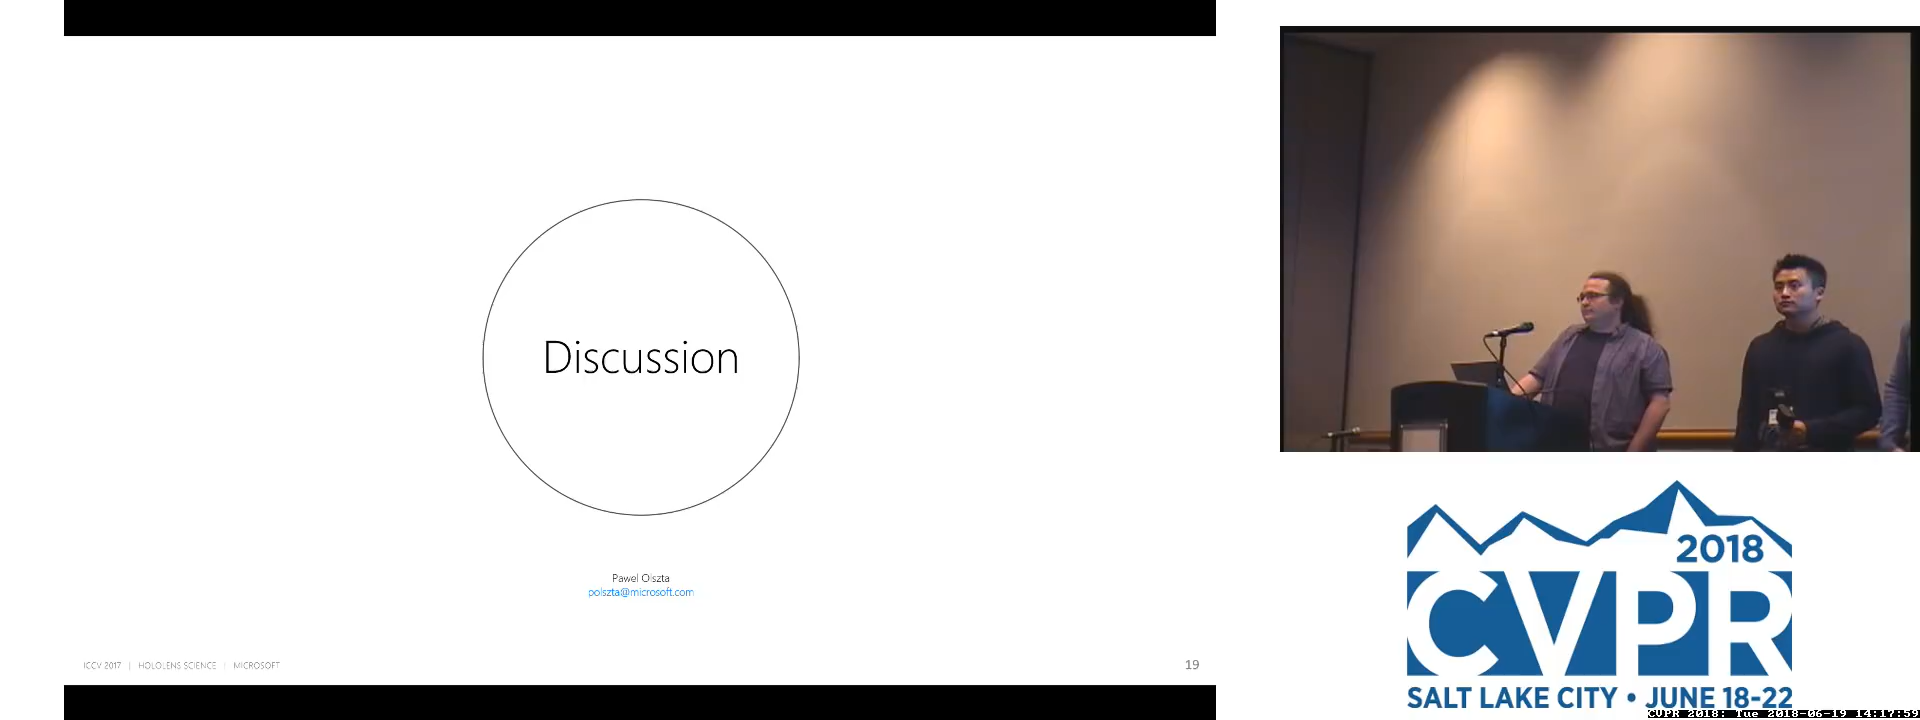 Discussion
Pawel Olszta
polszta@microsoft.com
ICCV 2017 | HOLOLENS SCIENCE | MICROSOFT
19
2018
CVPR
SALT LAKE CITY • JUNE 18-22
CVPR 2018: Tue 2018-06-19 14:17:59